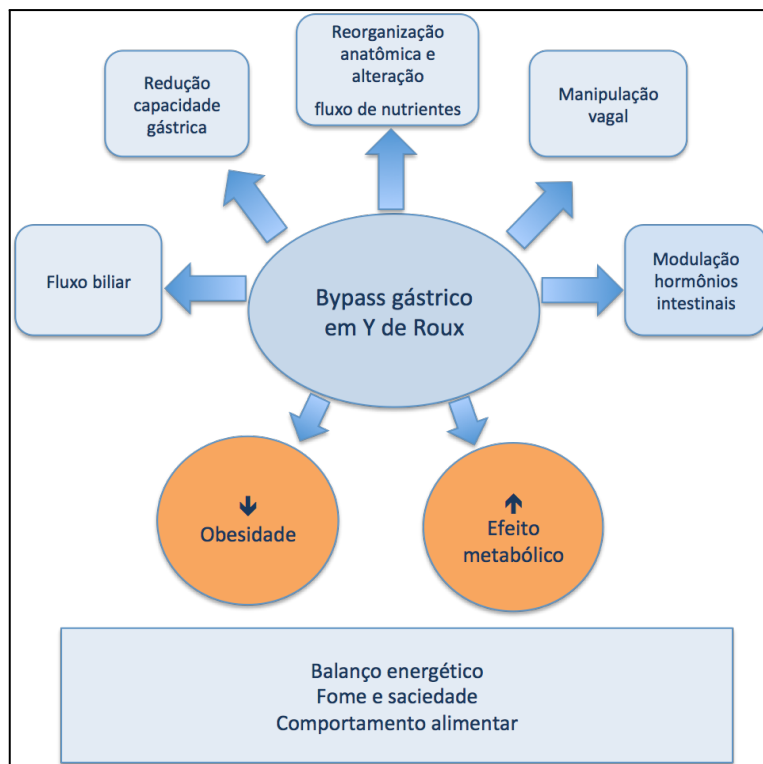 Reorganização
anatômica e
alteração
fluxo de nutrientes
Redução
capacidade
gástrica
Manipulação
vagal
Fluxo biliar
Modulação
hormônios
intestinais
Bypass gástrico
em Y de Roux
Obesidade
Efeito
metabólico
Balanço energético
Fome e saciedade
Comportamento alimentar